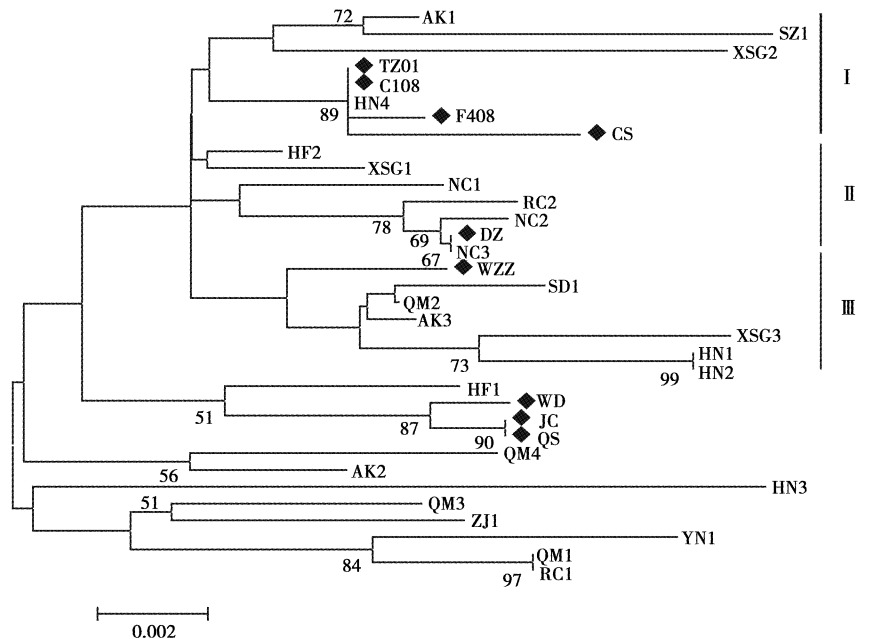 72 AK1
SZ1
XSG2
TZ01
C108
HN4
89
F408
CS
I
HF2
XSG1
NC1
II
RC2
78
NC2
69
DZ
NC3
67
WZZ
SD1
QM2
III
AK3
XSG3
73
HN1
99
HN2
HF1
51
WD
87
JC
90
QS
QM4
56
AK2
HN3
51
QM3
ZJ1
YN1
84
QM1
97
RC1
0.002